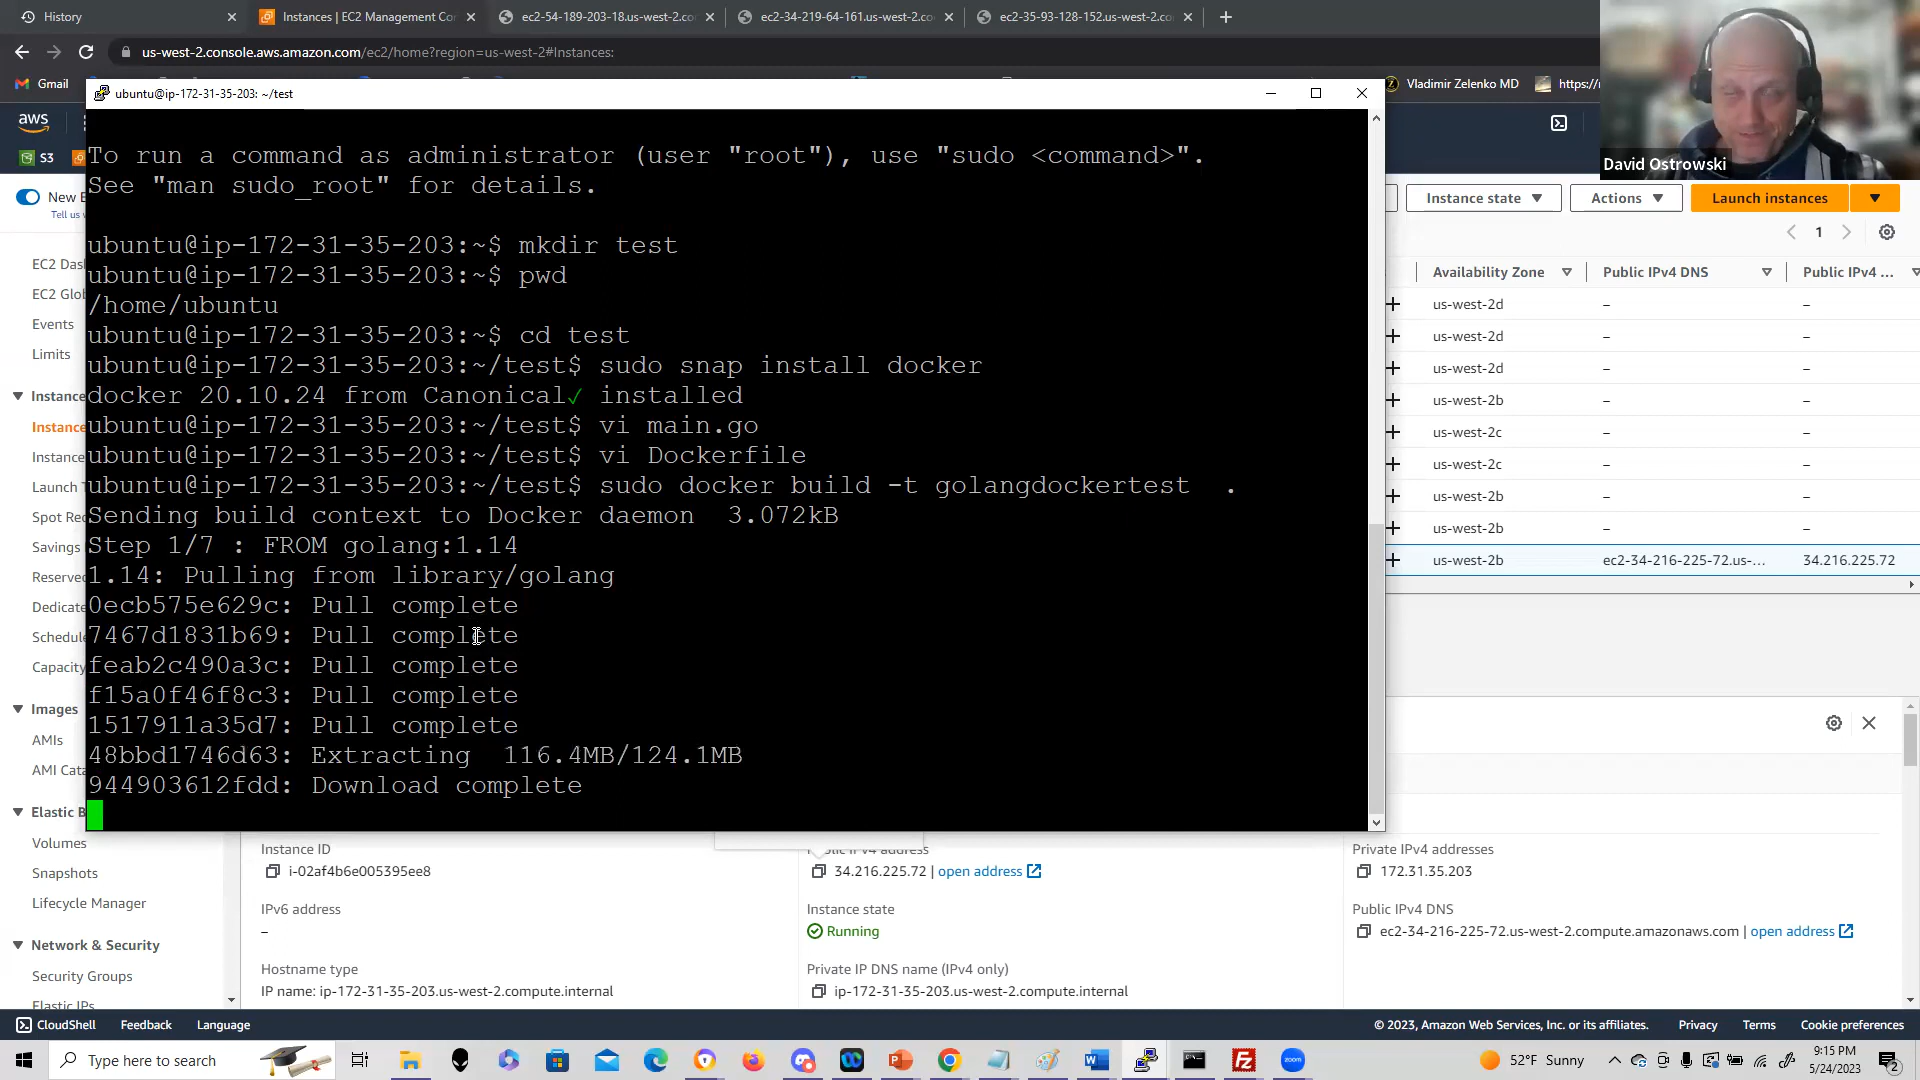 History
Instances | EC2 Management Con
ec2-54-189-203-18.us-west-2.co
ec2-34-219-64-161.us-west-2.co
ec2-35-93-128-152.us-west-2.co
us-west-2.console.aws.amazon.com/ec2/home?region=us-west-2#Instances:
Gmail
Vladimir Zelenko MD
https://
ubuntu@ip-172-31-35-203: ~/test
aws
S3
David Ostrowski
To run a command as administrator (user "root"), use "sudo <command>".
See "man sudo_root" for details.
ubuntu@ip-172-31-35-203:~$ mkdir test
ubuntu@ip-172-31-35-203:~$ pwd
/home/ubuntu
ubuntu@ip-172-31-35-203:~$ cd test
ubuntu@ip-172-31-35-203:~/test$ sudo snap install docker
docker 20.10.24 from Canonical✓ installed
ubuntu@ip-172-31-35-203:~/test$ vi main.go
ubuntu@ip-172-31-35-203:~/test$ vi Dockerfile
ubuntu@ip-172-31-35-203:~/test$ sudo docker build -t golangdockertest  .
Sending build context to Docker daemon  3.072kB
Step 1/7 : FROM golang:1.14
1.14: Pulling from library/golang
0ecb575e629c: Pull complete
7467d1831b69: Pull complete
feab2c490a3c: Pull complete
f15a0f46f8c3: Pull complete
1517911a35d7: Pull complete
48bbd1746d63: Extracting  116.4MB/124.1MB
944903612fdd: Download complete
New E
Tell us
EC2 Das
EC2 Glo
Events
Limits
Instanc
Instance
Instance
Launch T
Spot Rec
Savings
Reserve
Dedicate
Schedul
Capacity
Images
AMIs
AMI Cata
Elastic B
Volumes
Snapshots
Lifecycle Manager
Network & Security
Security Groups
Elastic IPs
Instance state
Actions
Launch instances
1
Availability Zone
Public IPv4 DNS
Public IPv4 ...
us-west-2d – –
us-west-2d – –
us-west-2d – –
us-west-2b – –
us-west-2c – –
us-west-2c – –
us-west-2b – –
us-west-2b – –
us-west-2b ec2-34-216-225-72.us-... 34.216.225.72
Instance ID
i-02af4b6e005395ee8
Public IPv4 address
34.216.225.72 | open address
Private IPv4 addresses
172.31.35.203
IPv6 address
–
Instance state
Running
Public IPv4 DNS
ec2-34-216-225-72.us-west-2.compute.amazonaws.com | open address
Hostname type
IP name: ip-172-31-35-203.us-west-2.compute.internal
Private IP DNS name (IPv4 only)
ip-172-31-35-203.us-west-2.compute.internal
CloudShell
Feedback
Language
© 2023, Amazon Web Services, Inc. or its affiliates.
Privacy
Terms
Cookie preferences
Type here to search
zoom
52°F Sunny
9:15 PM
5/24/2023
2